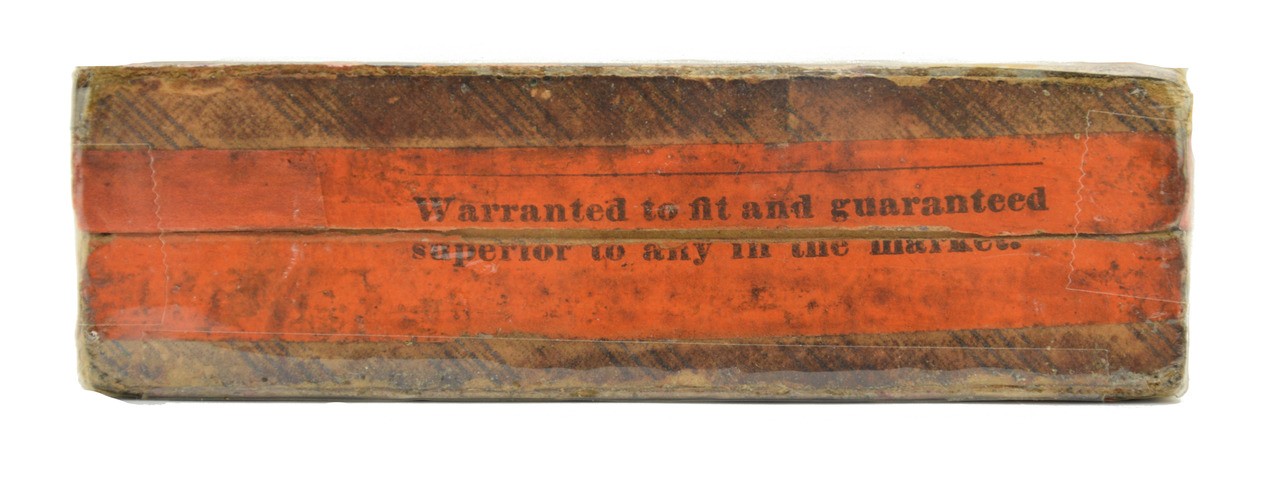 Warranted to fit and guaranteed
superior to any in the market.